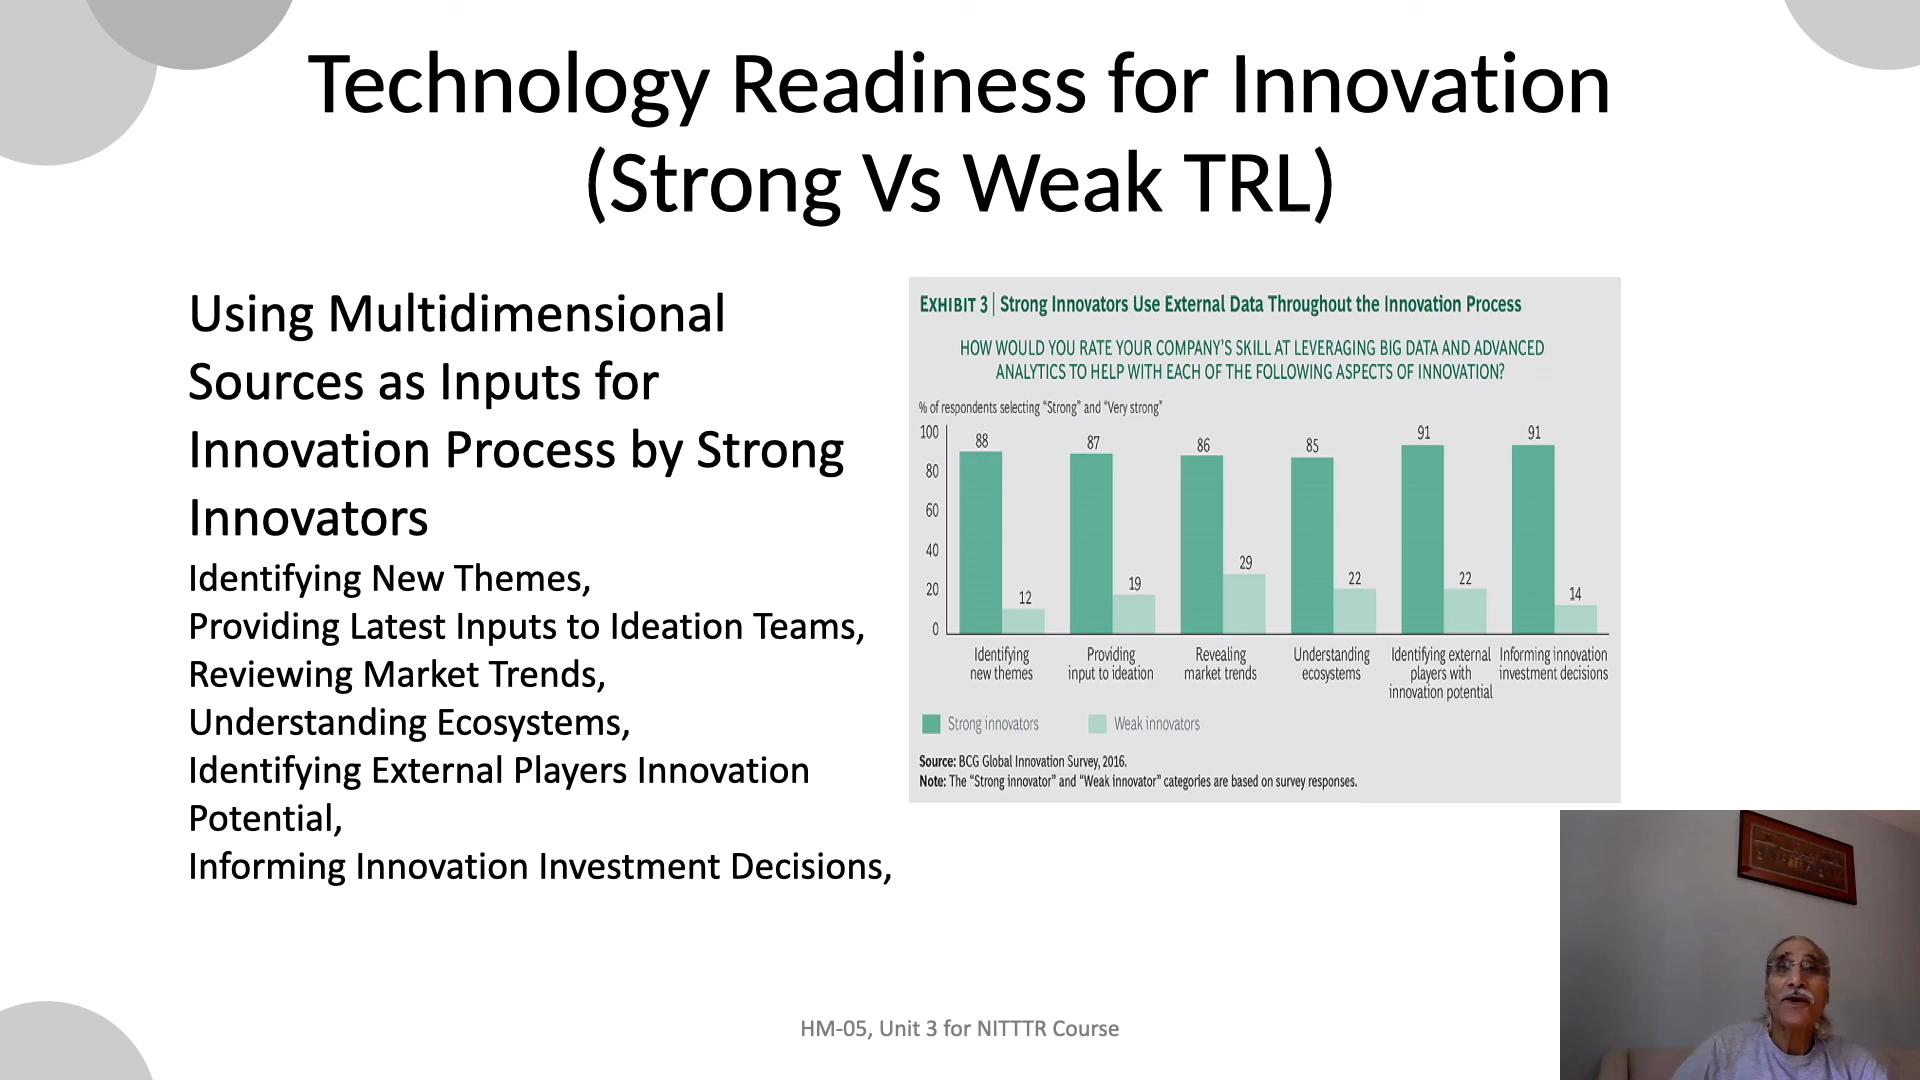 Technology Readiness for Innovation
(Strong Vs Weak TRL)
Using Multidimensional
Sources as Inputs for
Innovation Process by Strong
Innovators
Identifying New Themes,
Providing Latest Inputs to Ideation Teams,
Reviewing Market Trends,
Understanding Ecosystems,
Identifying External Players Innovation
Potential,
Informing Innovation Investment Decisions,
EXHIBIT 3 | Strong Innovators Use External Data Throughout the Innovation Process
HOW WOULD YOU RATE YOUR COMPANY'S SKILL AT LEVERAGING BIG DATA AND ADVANCED
ANALYTICS TO HELP WITH EACH OF THE FOLLOWING ASPECTS OF INNOVATION?
% of respondents selecting "Strong" and "Very strong"
100
80
60
40
20
0
88
12
87
19
86
29
85
22
91
22
91
14
Identifying
new themes
Providing
input to ideation
Revealing
market trends
Understanding
ecosystems
Identifying external
players with
innovation potential
Informing innovation
investment decisions
Strong innovators
Weak innovators
Source: BCG Global Innovation Survey, 2016.
Note: The "Strong innovator" and "Weak innovator" categories are based on survey responses.
HM-05, Unit 3 for NITTTR Course